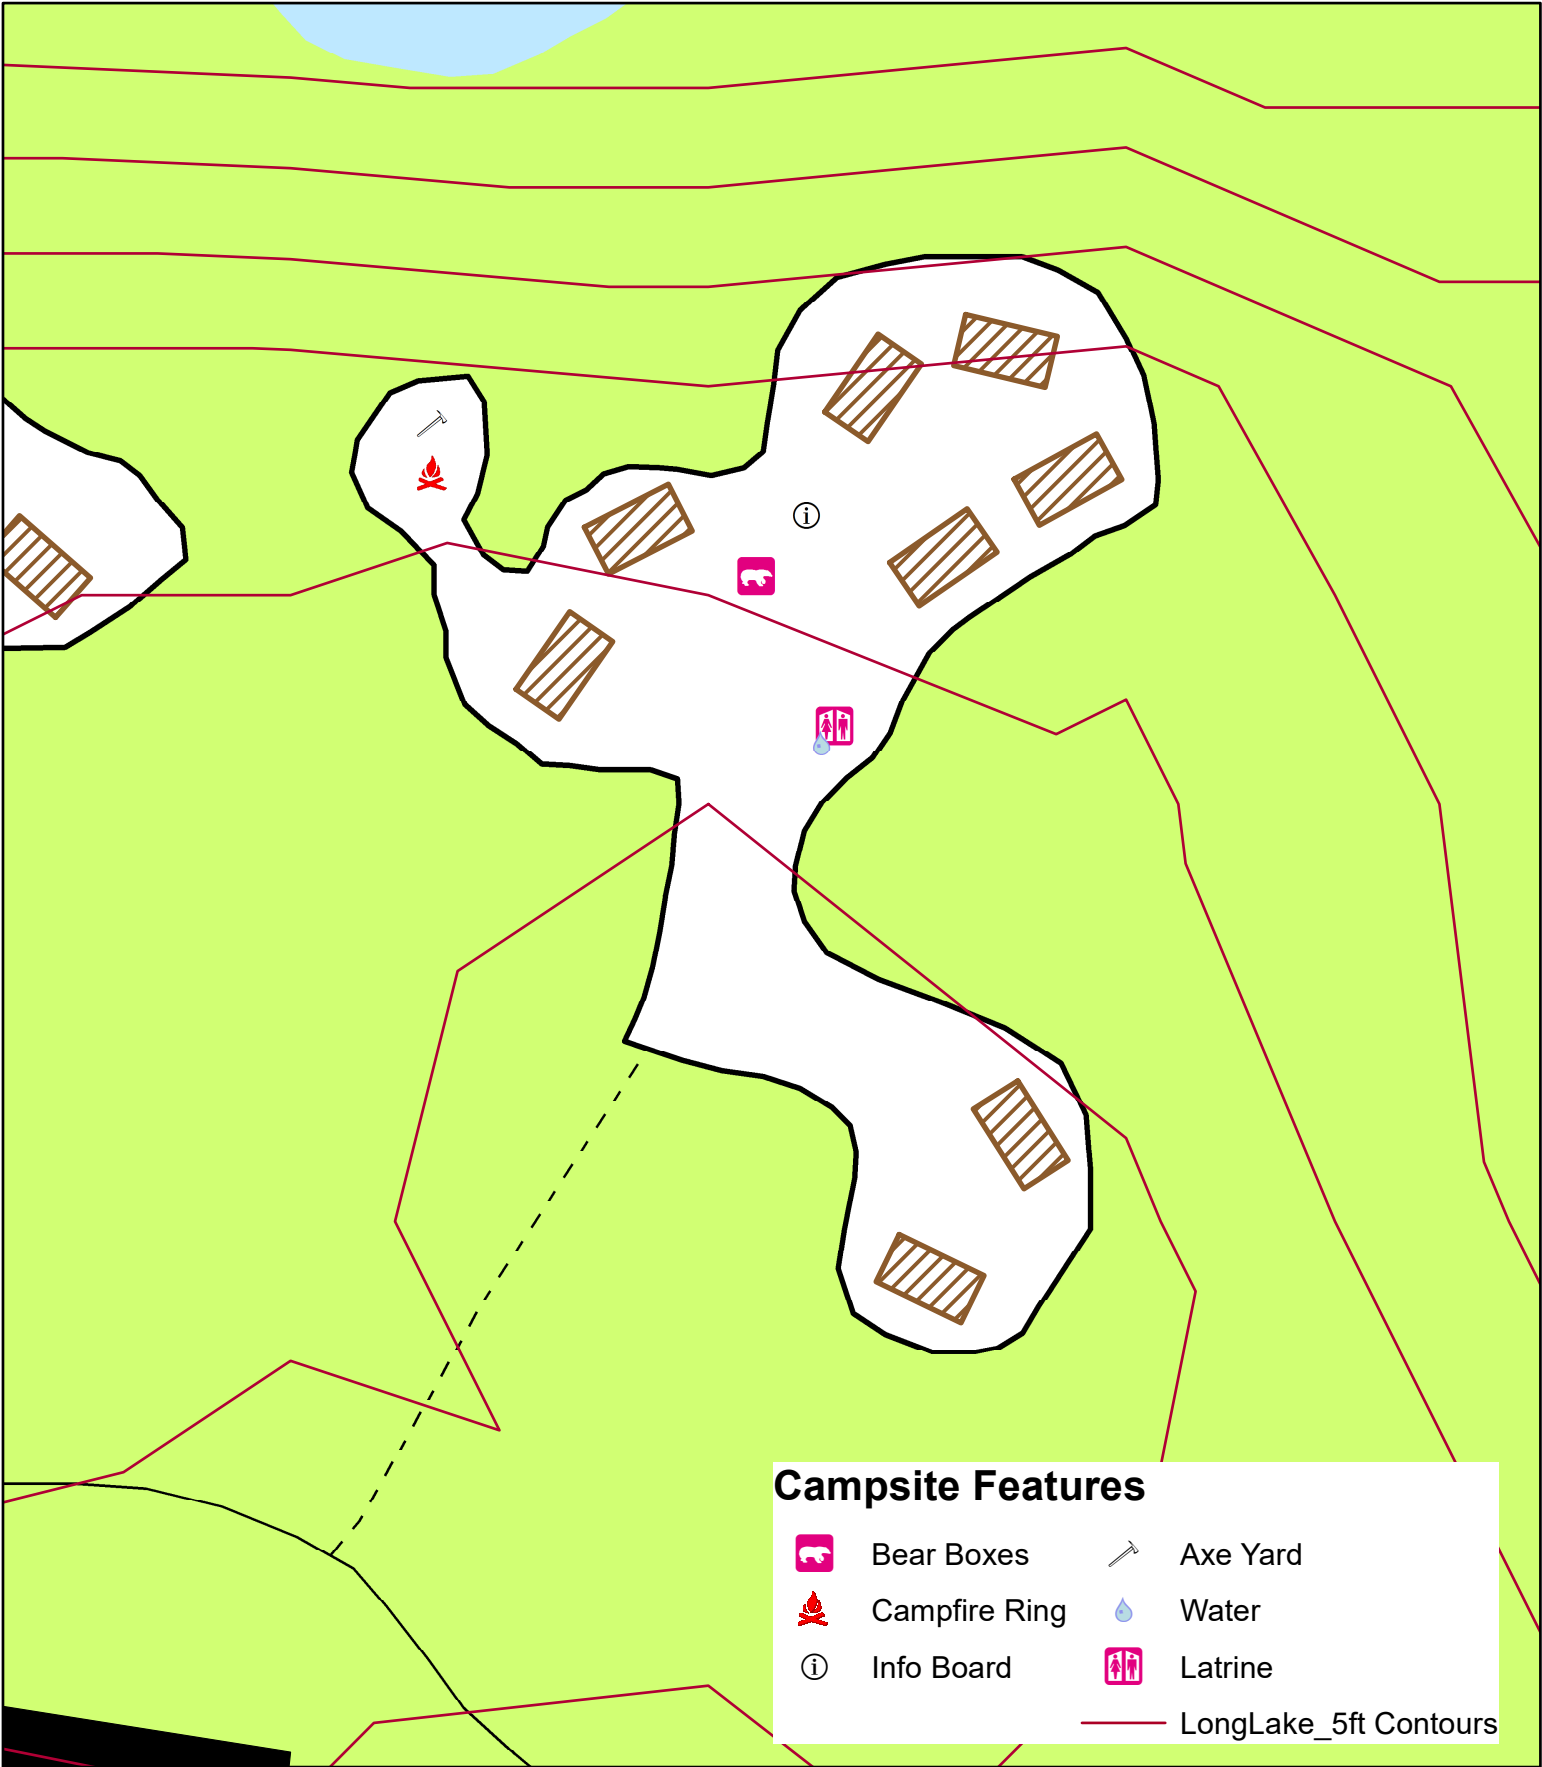 Campsite Features
Bear Boxes
Axe Yard
Campfire Ring
Water
Info Board
Latrine
LongLake_5ft Contours